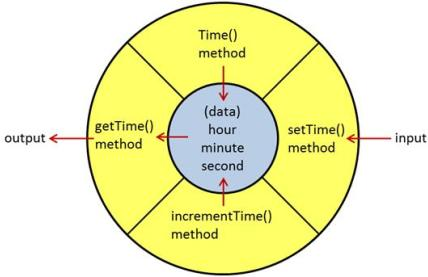 Time()
method
(data)
hour
minute
second
getTime()
method
setTime()
method
output
input
incrementTime()
method